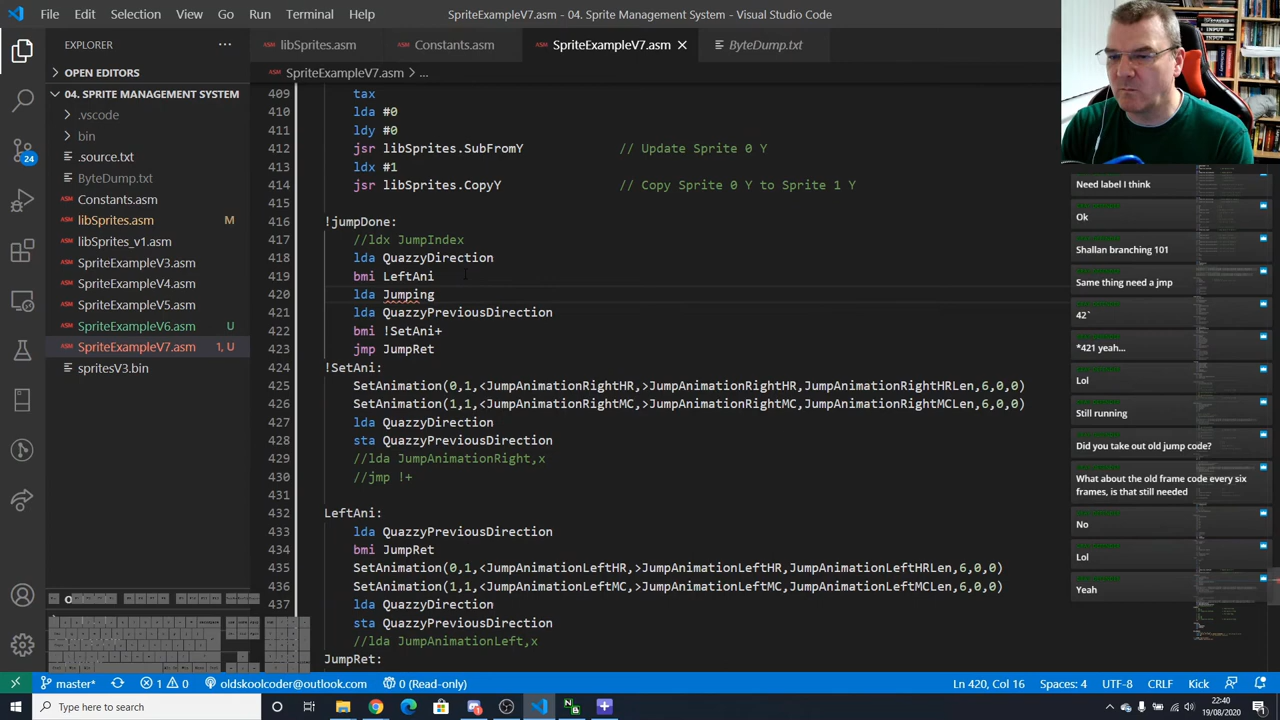 File Edit Selection View Go Run Terminal Help
SpriteExampleV7.asm - 04. Sprite Management System - Visual Studio Code
EXPLORER
libSprites.asm
Constants.asm
SpriteExampleV7.asm
ByteDump
OPEN EDITORS
SpriteExampleV7.asm > ...
04. SPRITE MANAGEMENT SYSTEM
.vscode
bin
.source.txt
ByteDump.txt
Constants.asm
libSprites.asm M
libSprites_v1.asm
SpriteExampleV3.asm
SpriteExampleV4.asm
SpriteExampleV5.asm
SpriteExampleV6.asm U
SpriteExampleV7.asm 1, U
spritesV3.bin
24
409 tax
410 lda #0
411 ldy #0
412 jsr libSprites.SubFromY // Update Sprite 0 Y
413 ldx #1
414 jsr libSprites.Copy // Copy Sprite 0 Y to Sprite 1 Y
415
416 !jumpDone:
417 //ldx JumpIndex
418 lda QuazzyDirection
419 bmi LeftAni
420 lda Jumping
421 lda QuazzyPreviousDirection
422 bmi !SetAni+
423 jmp JumpRet
424 !SetAni:
425 SetAnimation(0,1,<JumpAnimationRightHR,>JumpAnimationRightHR,JumpAnimationRightHRLen,6,0,0)
426 SetAnimation(1,1,<JumpAnimationRightMC,>JumpAnimationRightMC,JumpAnimationRightMCLen,6,0,0)
427 lda QuazzyDirection
428 sta QuazzyPreviousDirection
429 //lda JumpAnimationRight,x
430 //jmp !+
431
432 LeftAni:
433 lda QuazzyPreviousDirection
434 bmi JumpRet
435 SetAnimation(0,1,<JumpAnimationLeftHR,>JumpAnimationLeftHR,JumpAnimationLeftHRLen,6,0,0)
436 SetAnimation(1,1,<JumpAnimationLeftMC,>JumpAnimationLeftMC,JumpAnimationLeftMCLen,6,0,0)
437 lda QuazzyDirection
438 sta QuazzyPreviousDirection
439 //lda JumpAnimationLeft,x
JumpRet:
INPUT
Need label I think
Ok
Shallan branching 101
Same thing need a jmp
42`
*421 yeah...
Lol
Still running
Did you take out old jump code?
What about the old frame code every six
frames, is that still needed
No
Lol
Yeah
master* 1 0 oldskoolcoder@outlook.com 0 (Read-only)
Ln 420, Col 16 Spaces: 4 UTF-8 CRLF ASM Kick
Type here to search
22:40
19/08/2020
1